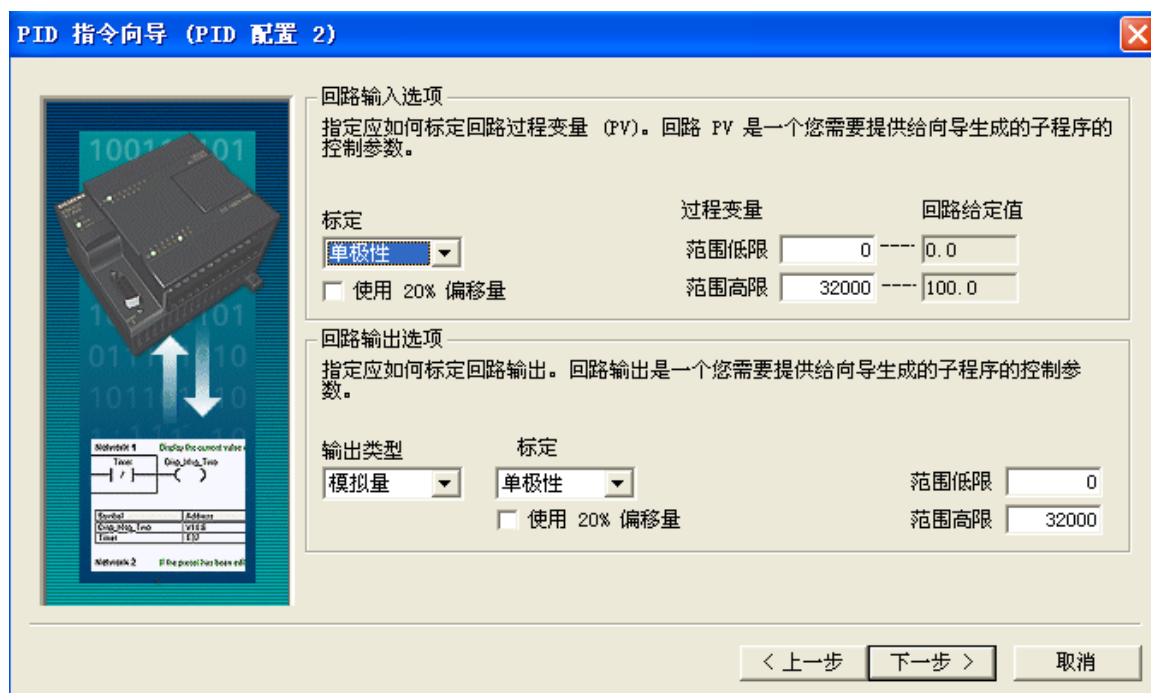 PID 指令向导 (PID 配置 2)
回路输入选项
指定应如何标定回路过程变量 (PV)。回路 PV 是一个您需要提供给向导生成的子程序的
控制参数。
标定
过程变量
回路给定值
单极性
范围低限 0 ---- 0.0
使用 20% 偏移量
范围高限 32000 ---- 100.0
回路输出选项
指定应如何标定回路输出。回路输出是一个您需要提供给向导生成的子程序的控制参
数。
输出类型
标定
模拟量
单极性
范围低限 0
使用 20% 偏移量
范围高限 32000
Network 1
Timer
Symbol Address
Network 2
< 上一步
下一步 >
取消